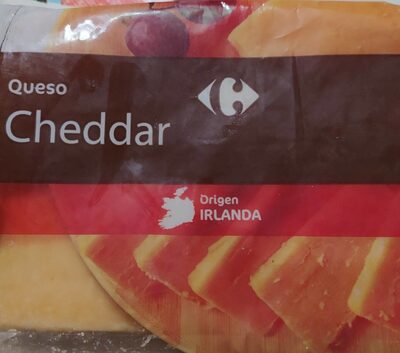 Queso
Cheddar
Origen
IRLANDA